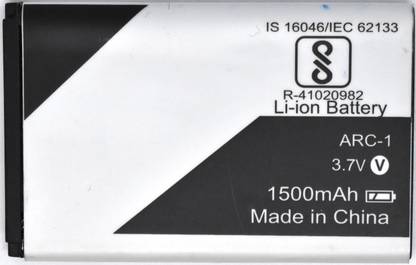 IS 16046/IEC 62133
R-41020982
Li-ion Battery
ARC-1
3.7V V
1500mAh
Made in China